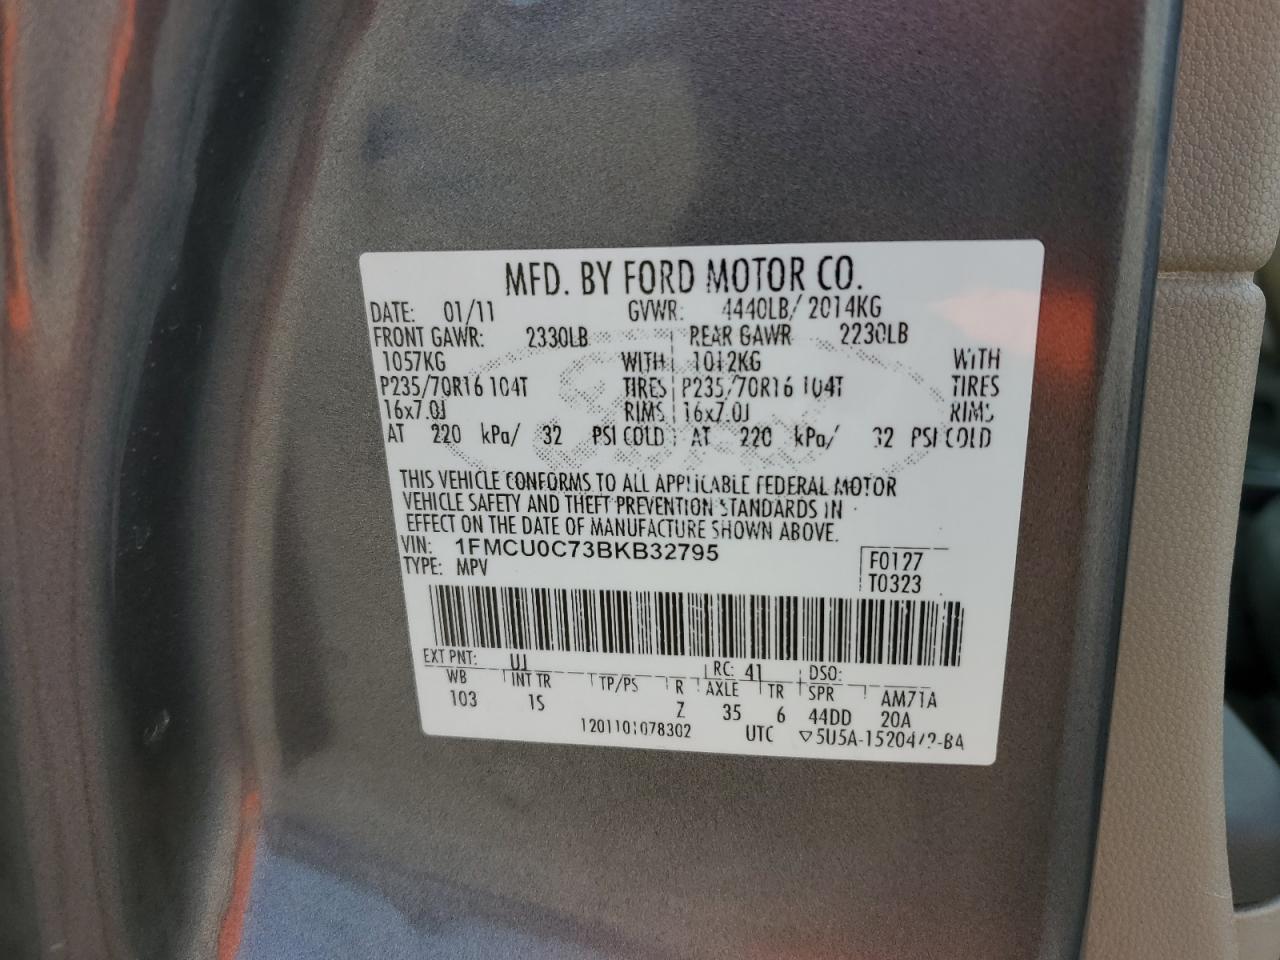 MFD. BY FORD MOTOR CO.
DATE: 01/11 GVWR: 4440LB/ 2014KG
FRONT GAWR: 2330LB REAR GAWR 2230LB
1057KG WITH 1012KG WITH
P235/70R16 104T TIRES P235/70R16 104T TIRES
16x7.0J RIMS 16x7.0J RIMS
AT 220 kPa/ 32 PSI COLD AT 220 kPa/ 32 PSI COLD
THIS VEHICLE CONFORMS TO ALL APPLICABLE FEDERAL MOTOR
VEHICLE SAFETY AND THEFT PREVENTION STANDARDS IN
EFFECT ON THE DATE OF MANUFACTURE SHOWN ABOVE.
VIN: 1FMCU0C73BKB32795 F0127
TYPE: MPV T0323
EXT PNT: UJ RC: 41 DSO:
WB INT TR TP/PS R AXLE TR SPR AM71A
103 1S Z 35 6 44DD 20A
1201101078302 UTC ▽5U5A-1520472-BA